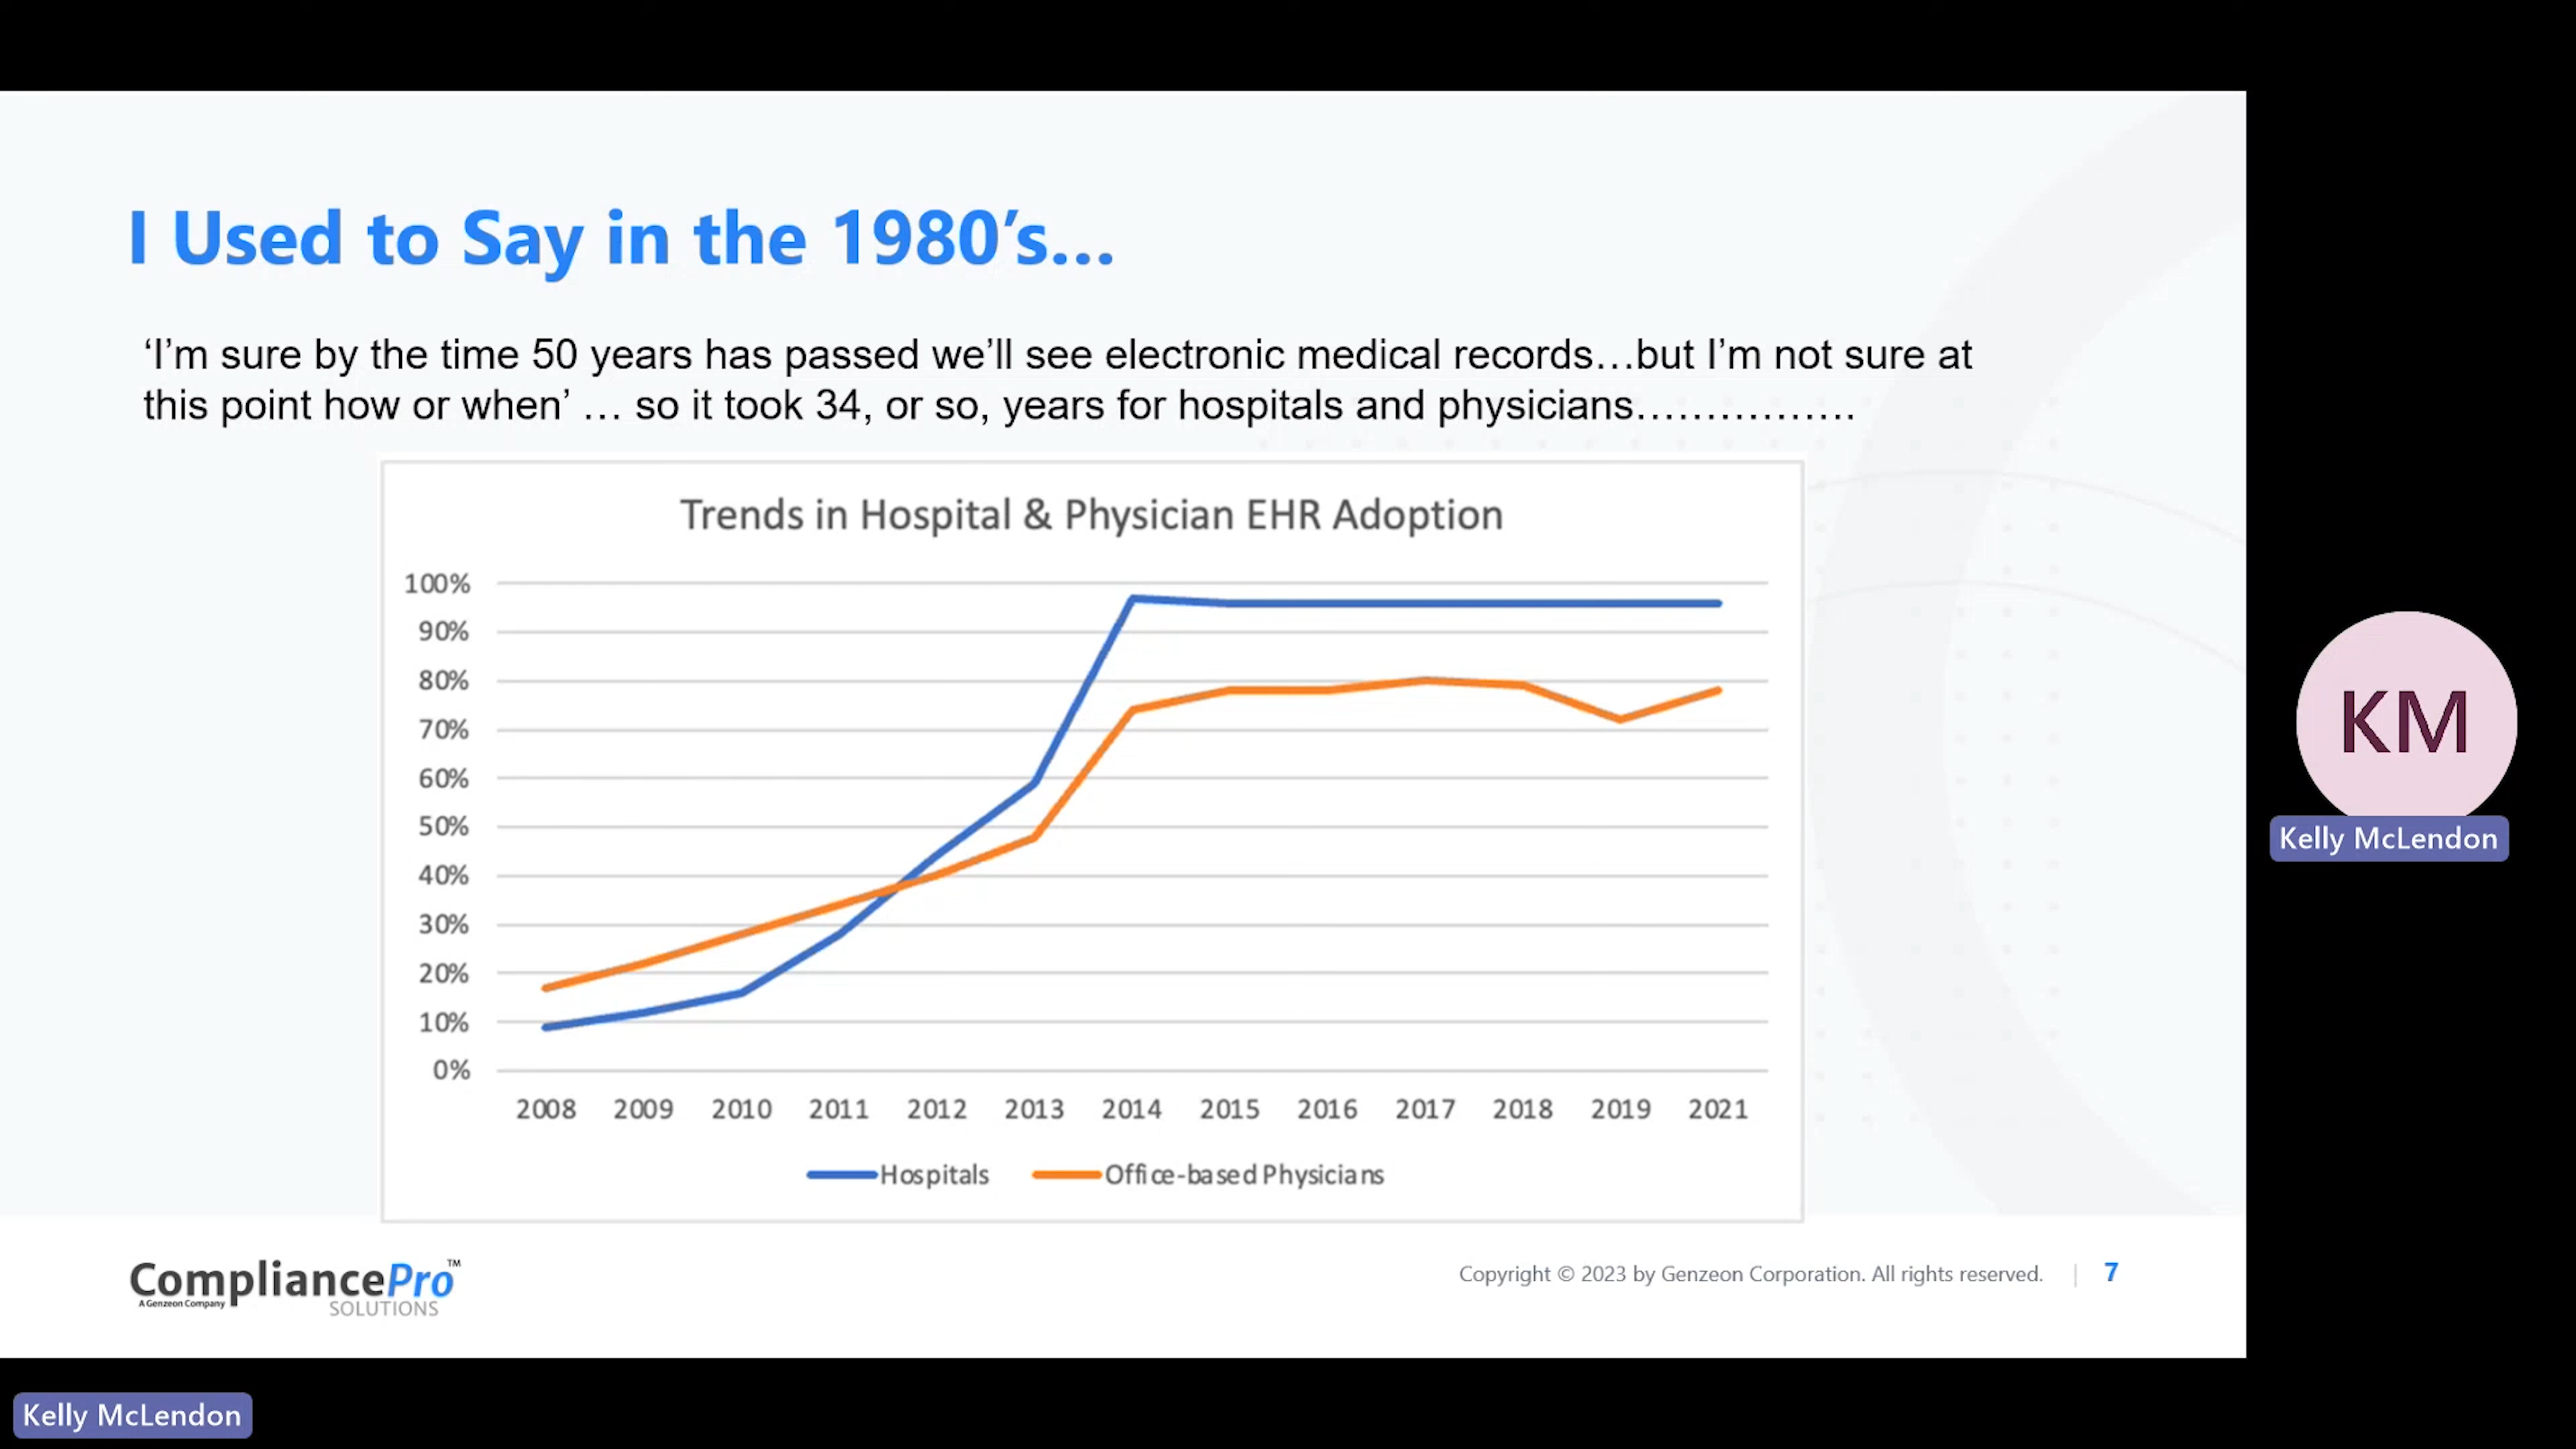 I Used to Say in the 1980’s...
‘I’m sure by the time 50 years has passed we’ll see electronic medical records…but I’m not sure at
this point how or when’ … so it took 34, or so, years for hospitals and physicians…………….
Trends in Hospital & Physician EHR Adoption
100%
90%
80%
70%
60%
50%
40%
30%
20%
10%
0%
2008 2009 2010 2011 2012 2013 2014 2015 2016 2017 2018 2019 2021
Hospitals Office-based Physicians
KM
Kelly McLendon
CompliancePro™
A Genzeon Company
SOLUTIONS
Copyright © 2023 by Genzeon Corporation. All rights reserved. | 7
Kelly McLendon